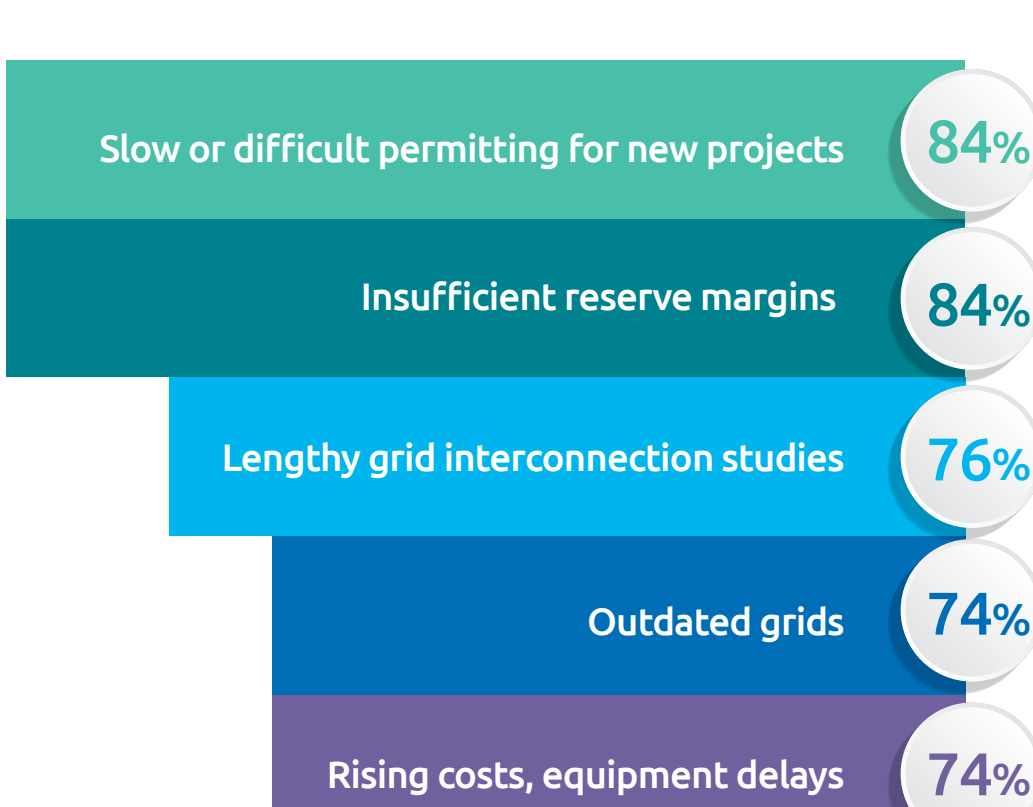 Slow or difficult permitting for new projects 84%
Insufficient reserve margins 84%
Lengthy grid interconnection studies 76%
Outdated grids 74%
Rising costs, equipment delays 74%